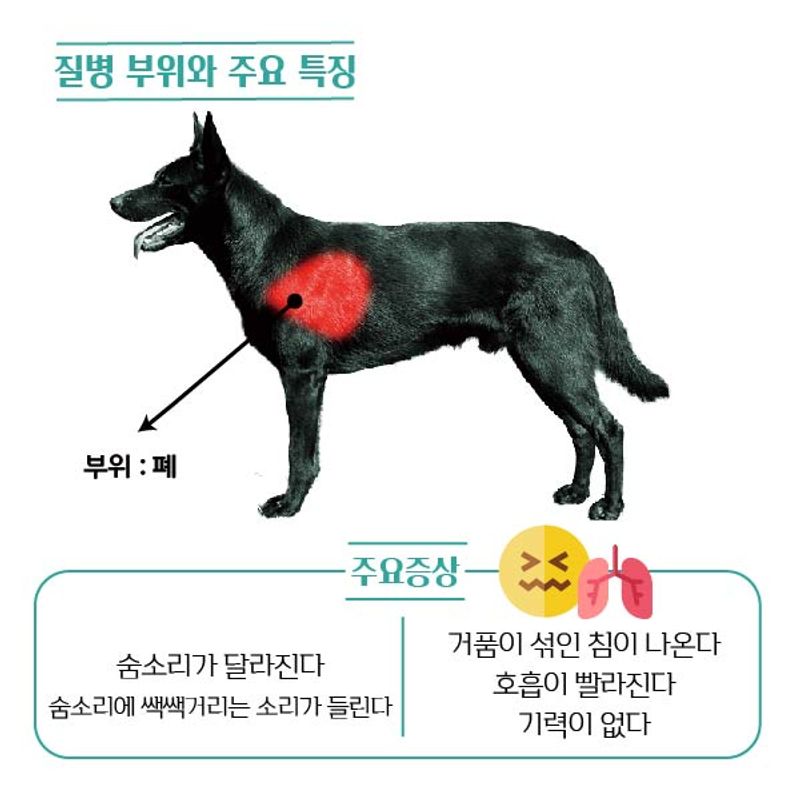 질병 부위와 주요 특징
부위 : 폐
주요증상
숨소리가 달라진다
숨소리에 쌕쌕거리는 소리가 들린다
거품이 섞인 침이 나온다
호흡이 빨라진다
기력이 없다